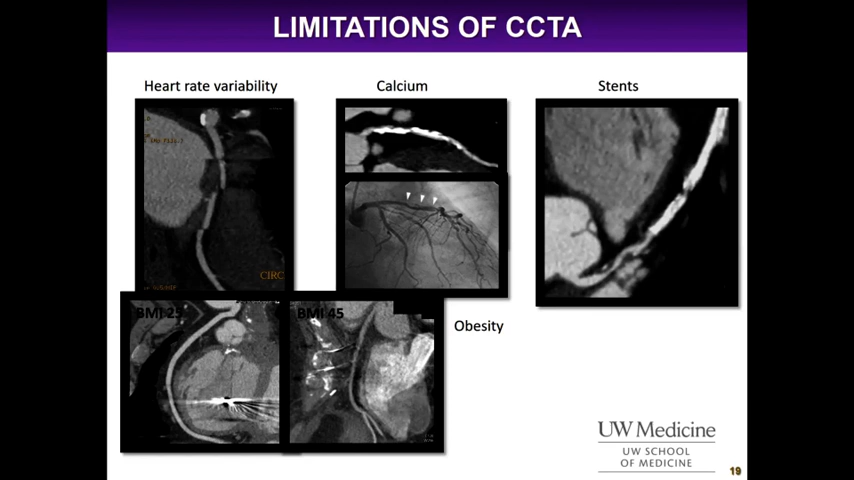 LIMITATIONS OF CCTA
Heart rate variability
Calcium
Stents
CIRC
BMI 25
BMI 45
Obesity
UW Medicine
UW SCHOOL
OF MEDICINE
19